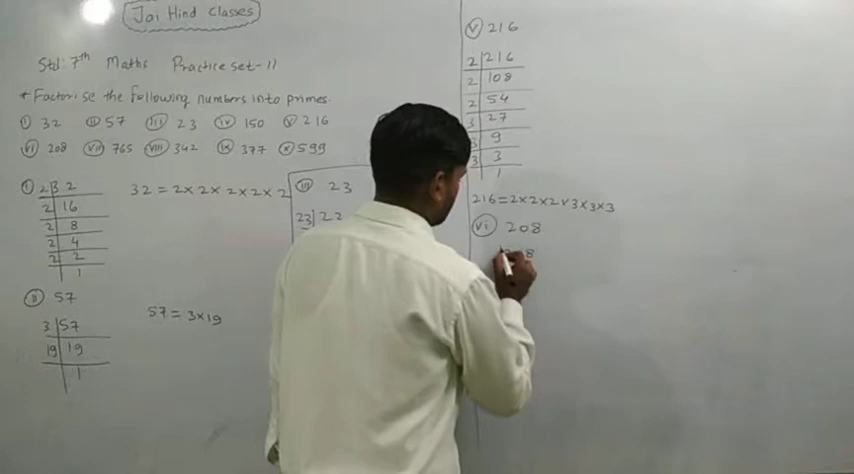 Jai Hind Classes
Std: 7th Maths Practice set-11
* Factorise the following numbers into primes.
(i) 32 (ii) 57 (iii) 23 (iv) 150 (v) 216
(vi) 208 (vii) 765 (viii) 342 (ix) 377 (x) 599
(i) 2 | 32
2 | 16
2 | 8
2 | 4
2 | 2
1
32 = 2×2×2×2×2
(ii) 57
3 | 57
19 | 19
1
57 = 3×19
(iii) 23
23
(v) 216
2 | 216
2 | 108
2 | 54
3 | 27
3 | 9
3 | 3
1
216 = 2×2×2×3×3×3
(vi) 208